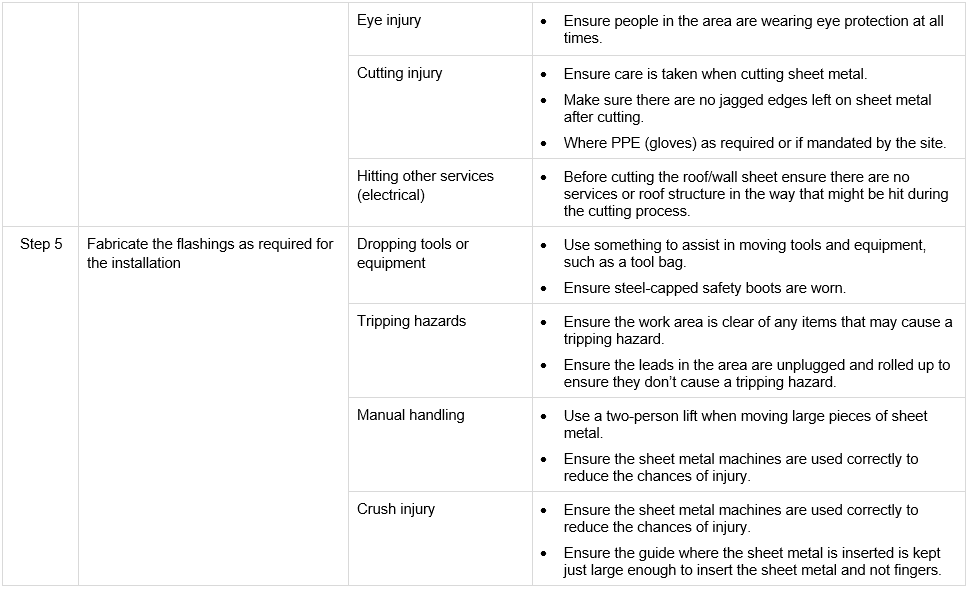 Eye injury
• Ensure people in the area are wearing eye protection at all
times.
Cutting injury
• Ensure care is taken when cutting sheet metal.
• Make sure there are no jagged edges left on sheet metal
after cutting.
• Where PPE (gloves) as required or if mandated by the site.
Hitting other services
(electrical)
• Before cutting the roof/wall sheet ensure there are no
services or roof structure in the way that might be hit during
the cutting process.
Step 5
Fabricate the flashings as required for
the installation
Dropping tools or
equipment
• Use something to assist in moving tools and equipment,
such as a tool bag.
• Ensure steel-capped safety boots are worn.
Tripping hazards
• Ensure the work area is clear of any items that may cause a
tripping hazard.
• Ensure the leads in the area are unplugged and rolled up to
ensure they don’t cause a tripping hazard.
Manual handling
• Use a two-person lift when moving large pieces of sheet
metal.
• Ensure the sheet metal machines are used correctly to
reduce the chances of injury.
Crush injury
• Ensure the sheet metal machines are used correctly to
reduce the chances of injury.
• Ensure the guide where the sheet metal is inserted is kept
just large enough to insert the sheet metal and not fingers.